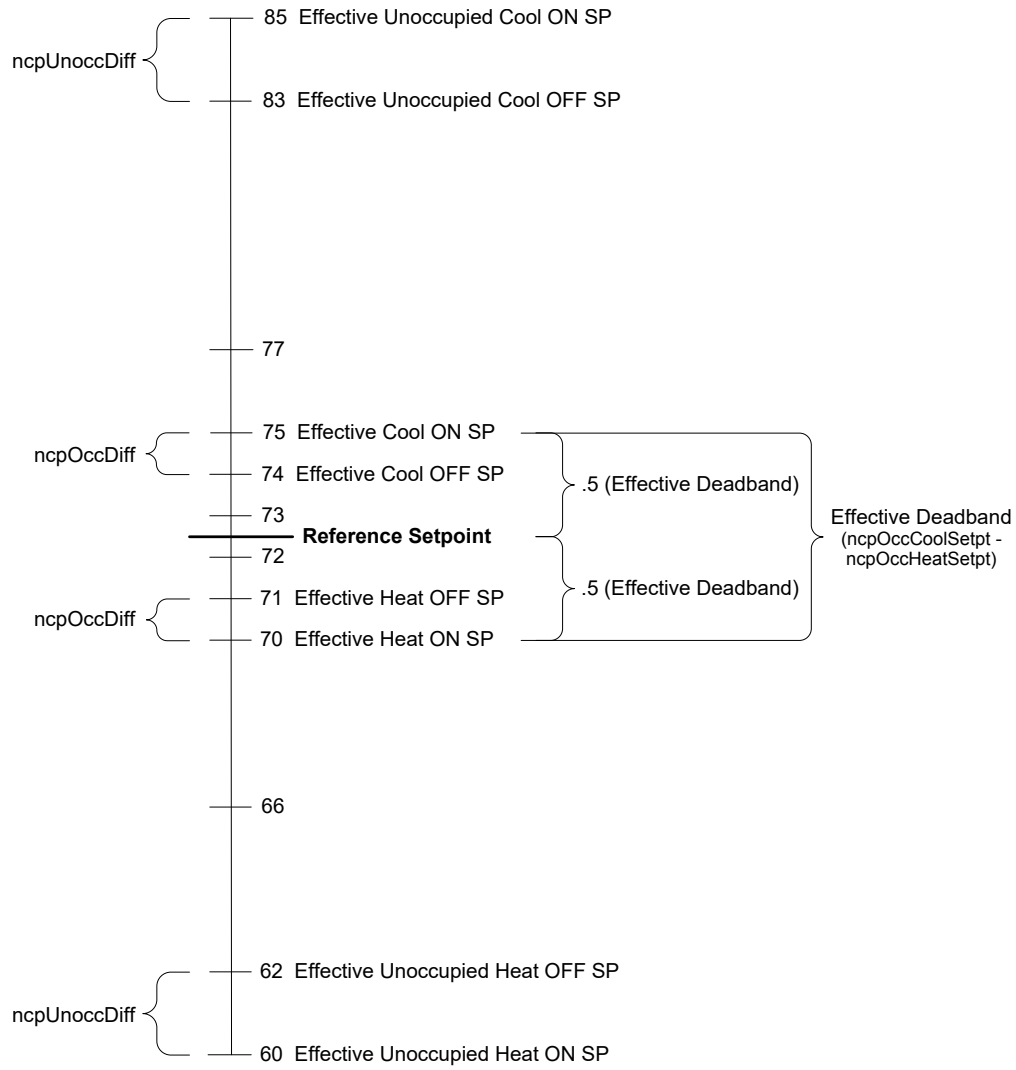 85 Effective Unoccupied Cool ON SP
ncpUnoccDiff
83 Effective Unoccupied Cool OFF SP
77
75 Effective Cool ON SP
ncpOccDiff
74 Effective Cool OFF SP
.5 (Effective Deadband)
73
Reference Setpoint
Effective Deadband
(ncpOccCoolSetpt -
ncpOccHeatSetpt)
72
71 Effective Heat OFF SP
.5 (Effective Deadband)
ncpOccDiff
70 Effective Heat ON SP
66
62 Effective Unoccupied Heat OFF SP
ncpUnoccDiff
60 Effective Unoccupied Heat ON SP